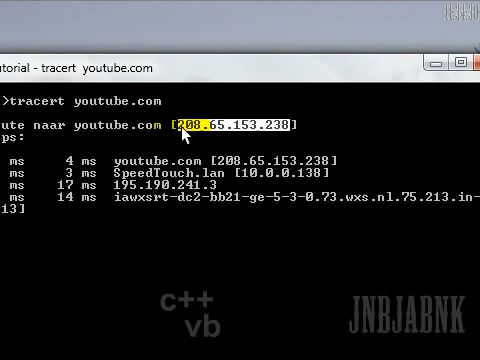 utorial - tracert youtube.com
>tracert youtube.com
ute naar youtube.com [208.65.153.238]
ps:
ms 4 ms youtube.com [208.65.153.238]
ms 3 ms SpeedTouch.lan [10.0.0.138]
ms 17 ms 195.190.241.3
ms 14 ms iawxsrt-dc2-bb21-ge-5-3-0.73.wxs.nl.75.213.in-
13]
c++
vb
JNBJABNK